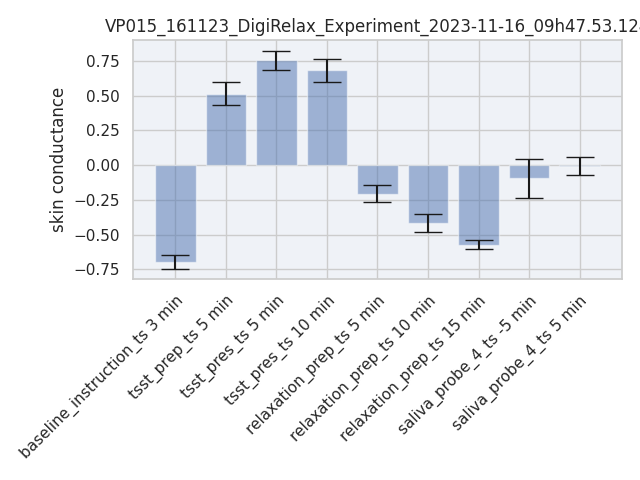 VP015_161123_DigiRelax_Experiment_2023-11-16_09h47.53.12
skin conductance
0.75
0.50
0.25
0.00
−0.25
−0.50
−0.75
baseline_instruction_ts 3 min
tsst_prep_ts 5 min
tsst_pres_ts 5 min
tsst_pres_ts 10 min
relaxation_prep_ts 5 min
relaxation_prep_ts 10 min
relaxation_prep_ts 15 min
saliva_probe_4_ts -5 min
saliva_probe_4_ts 5 min